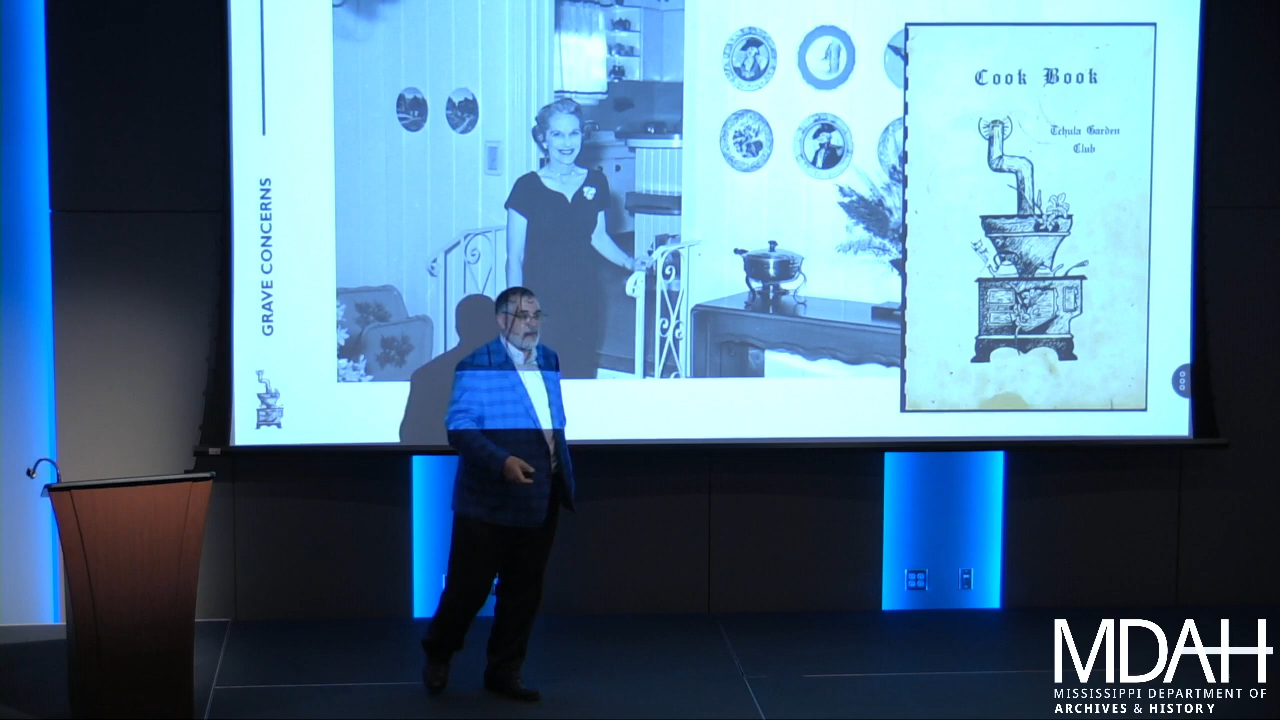 GRAVE CONCERNS
Cook Book
Tchula Garden
Club
MDAH
MISSISSIPPI DEPARTMENT OF
ARCHIVES & HISTORY